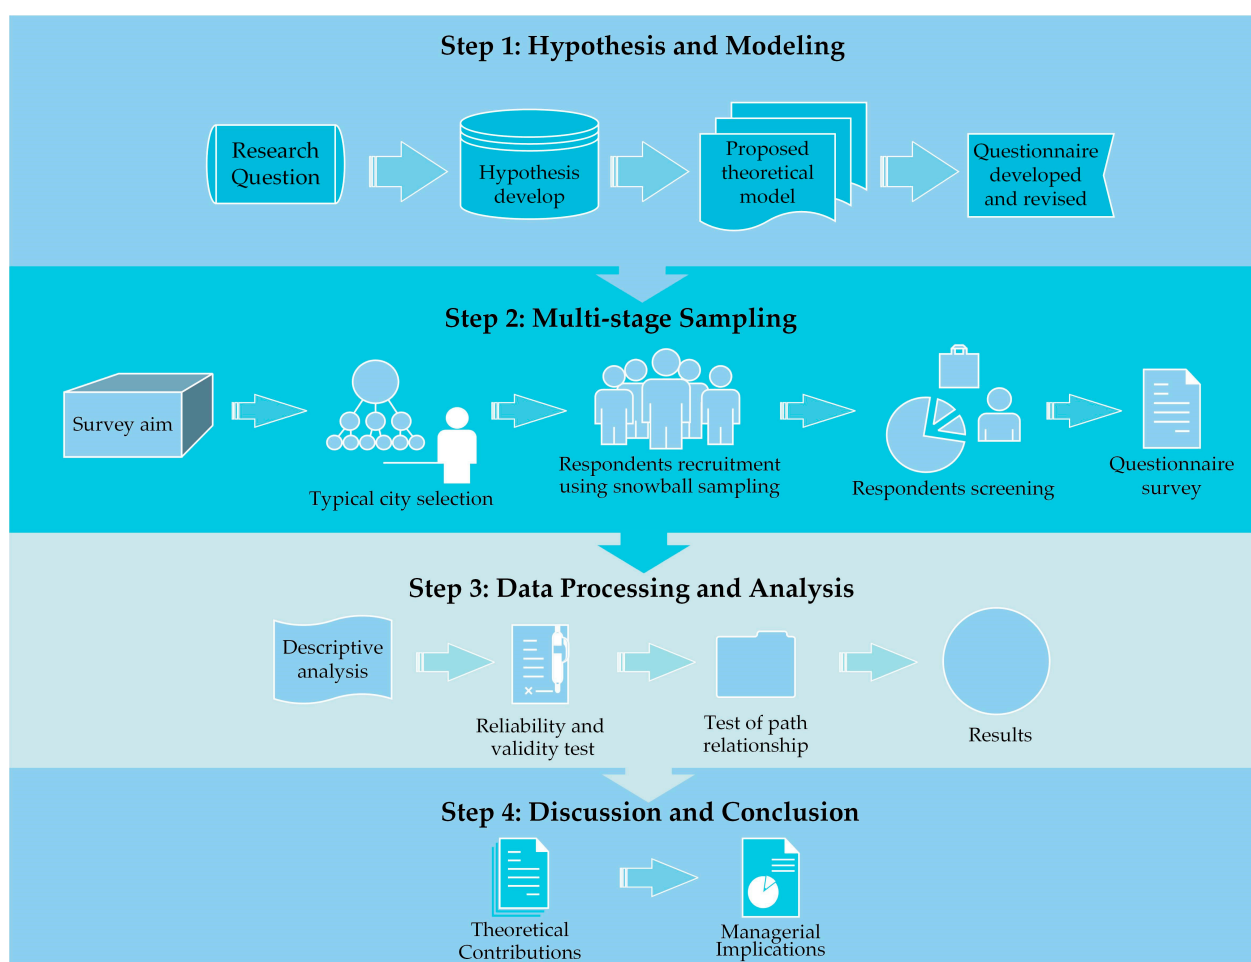 Step 1: Hypothesis and Modeling
Research
Question
Hypothesis
develop
Proposed
theoretical
model
Questionnaire
developed
and revised
Step 2: Multi-stage Sampling
Survey aim
Typical city selection
Respondents recruitment
using snowball sampling
Respondents screening
Questionnaire
survey
Step 3: Data Processing and Analysis
Descriptive
analysis
Reliability and
validity test
Test of path
relationship
Results
Step 4: Discussion and Conclusion
Theoretical
Contributions
Managerial
Implications